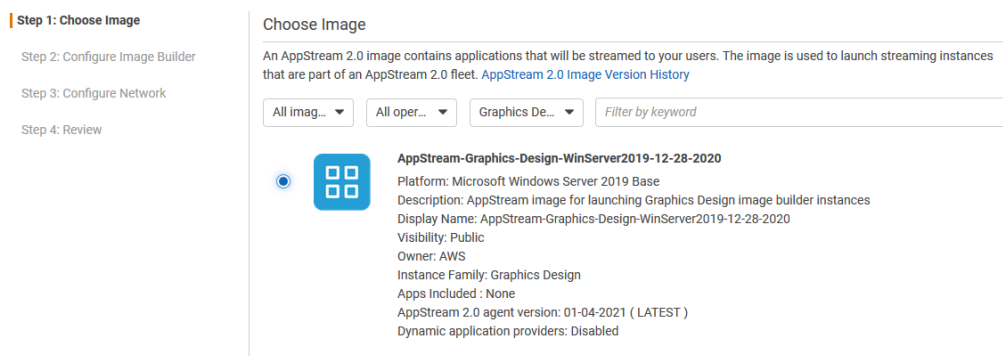 Step 1: Choose Image
Step 2: Configure Image Builder
Step 3: Configure Network
Step 4: Review
Choose Image
An AppStream 2.0 image contains applications that will be streamed to your users. The image is used to launch streaming instances
that are part of an AppStream 2.0 fleet. AppStream 2.0 Image Version History
All imag...
All oper...
Graphics De...
Filter by keyword
AppStream-Graphics-Design-WinServer2019-12-28-2020
Platform: Microsoft Windows Server 2019 Base
Description: AppStream image for launching Graphics Design image builder instances
Display Name: AppStream-Graphics-Design-WinServer2019-12-28-2020
Visibility: Public
Owner: AWS
Instance Family: Graphics Design
Apps Included : None
AppStream 2.0 agent version: 01-04-2021 ( LATEST )
Dynamic application providers: Disabled